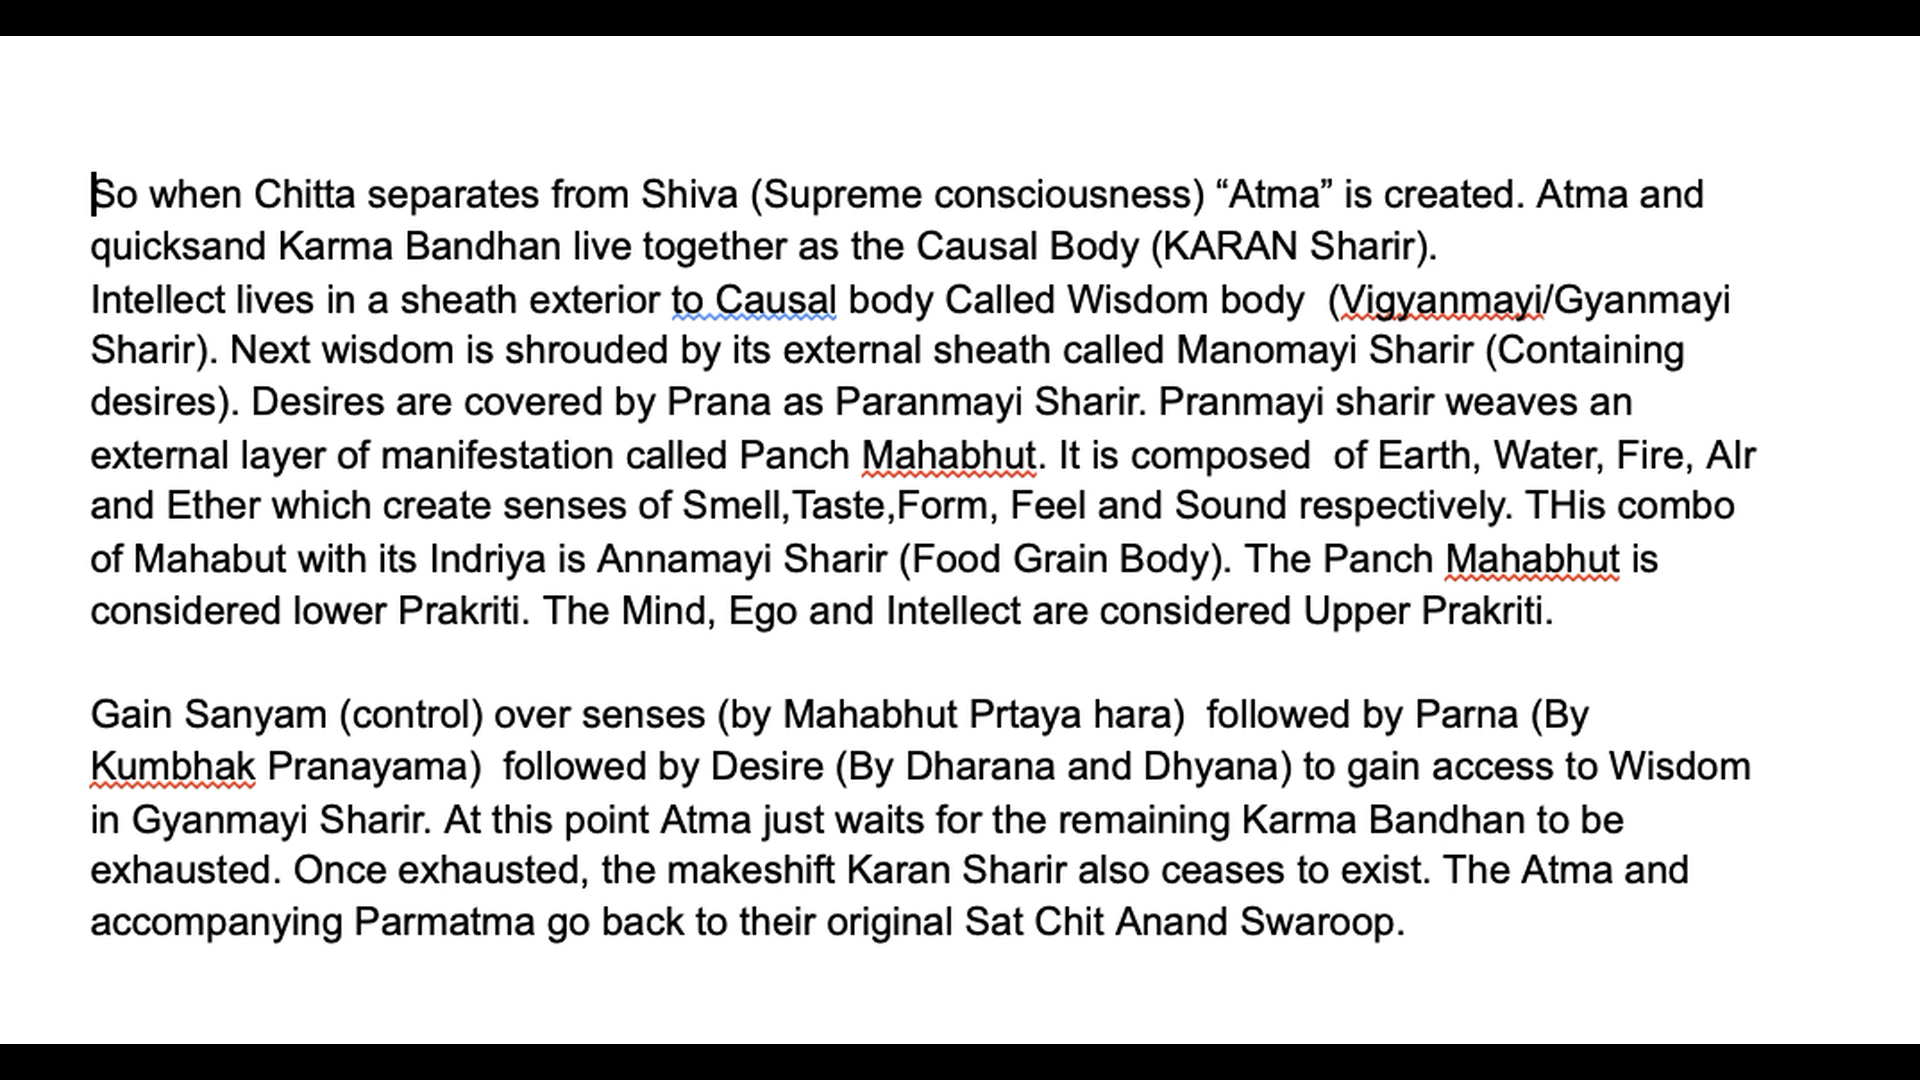 So when Chitta separates from Shiva (Supreme consciousness) “Atma” is created. Atma and
quicksand Karma Bandhan live together as the Causal Body (KARAN Sharir).
Intellect lives in a sheath exterior to Causal body Called Wisdom body  (Vigyanmayi/Gyanmayi
Sharir). Next wisdom is shrouded by its external sheath called Manomayi Sharir (Containing
desires). Desires are covered by Prana as Paranmayi Sharir. Pranmayi sharir weaves an
external layer of manifestation called Panch Mahabhut. It is composed  of Earth, Water, Fire, AIr
and Ether which create senses of Smell,Taste,Form, Feel and Sound respectively. THis combo
of Mahabut with its Indriya is Annamayi Sharir (Food Grain Body). The Panch Mahabhut is
considered lower Prakriti. The Mind, Ego and Intellect are considered Upper Prakriti.
Gain Sanyam (control) over senses (by Mahabhut Prtaya hara)  followed by Parna (By
Kumbhak Pranayama)  followed by Desire (By Dharana and Dhyana) to gain access to Wisdom
in Gyanmayi Sharir. At this point Atma just waits for the remaining Karma Bandhan to be
exhausted. Once exhausted, the makeshift Karan Sharir also ceases to exist. The Atma and
accompanying Parmatma go back to their original Sat Chit Anand Swaroop.